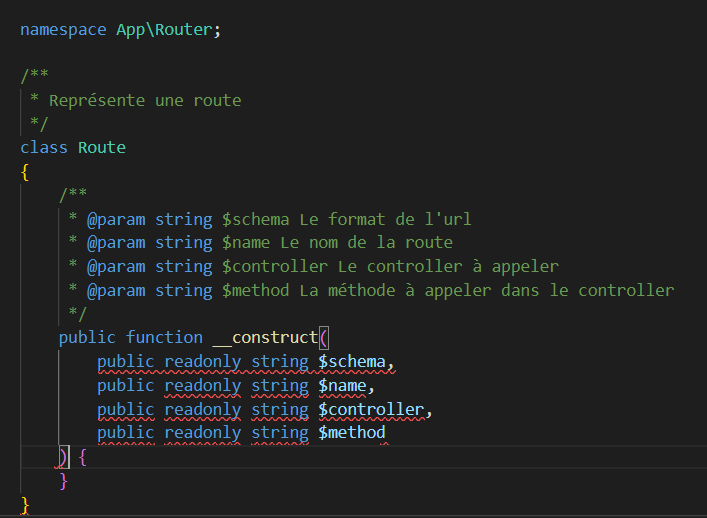 namespace App\Router;
/**
* Représente une route
*/
class Route
{
/**
* @param string $schema Le format de l'url
* @param string $name Le nom de la route
* @param string $controller Le controller à appeler
* @param string $method La méthode à appeler dans le controller
*/
public function __construct(
public readonly string $schema,
public readonly string $name,
public readonly string $controller,
public readonly string $method
) {
}
}